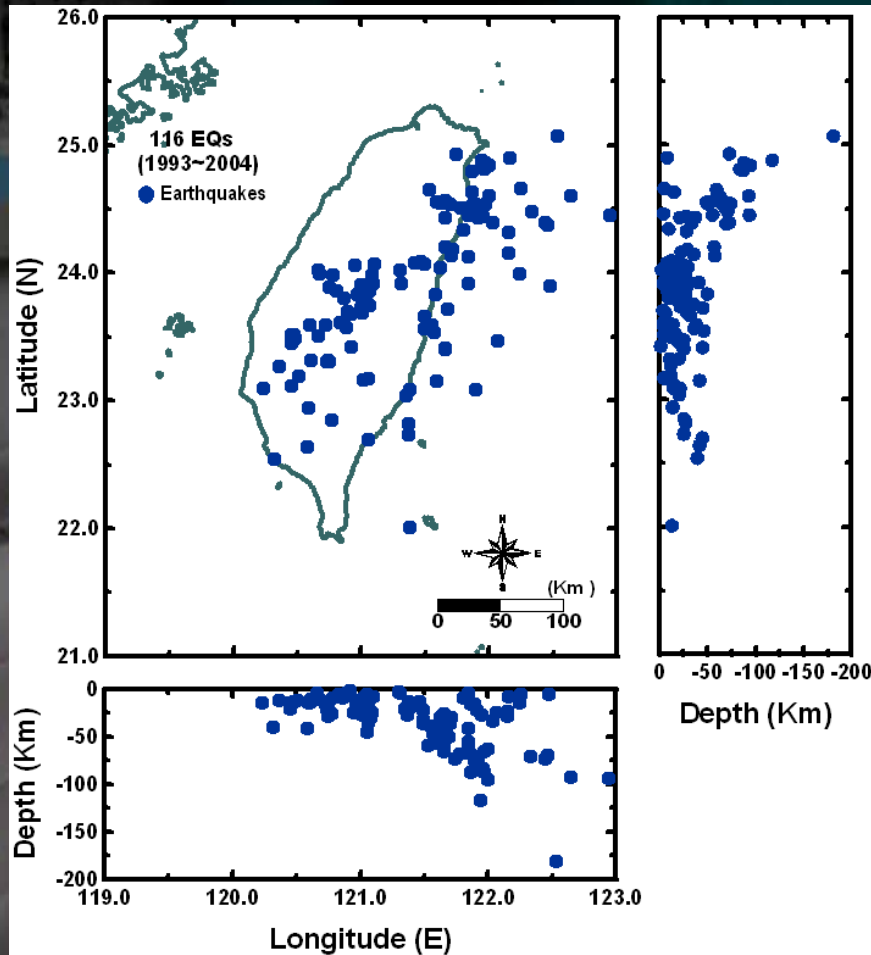 26.0
25.0
24.0
23.0
22.0
21.0
Latitude (N)
116 EQs
(1993~2004)
Earthquakes
N
W E
S
(Km )
0 50 100
0 -50 -100 -150 -200
Depth (Km)
0
-50
-100
-150
-200
Depth (Km)
119.0 120.0 121.0 122.0 123.0
Longitude (E)